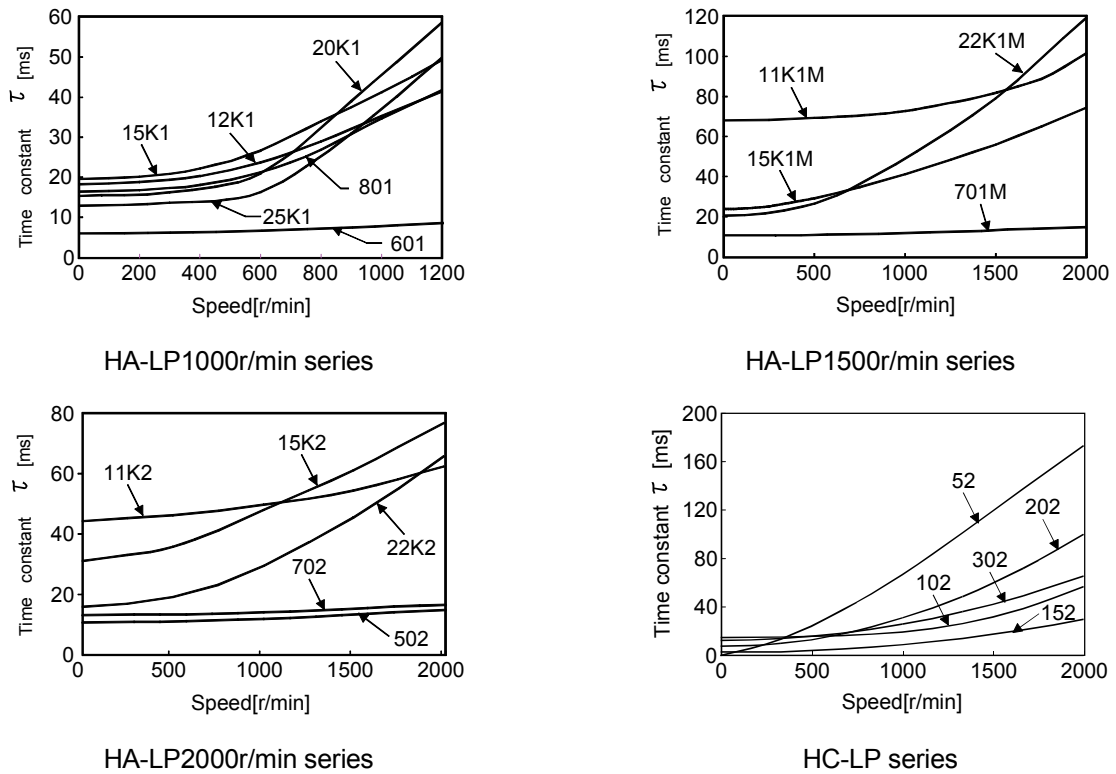 60
50
40
30
20
10
0
Time constant τ [ms]
20K1
12K1
15K1
801
25K1
601
0 200 400 600 800 1000 1200
Speed[r/min]
HA-LP1000r/min series
120
100
80
60
40
20
0
Time constant τ [ms]
22K1M
11K1M
15K1M
701M
0 500 1000 1500 2000
Speed[r/min]
HA-LP1500r/min series
80
60
40
20
0
Time constant τ [ms]
15K2
11K2
22K2
702
502
0 500 1000 1500 2000
Speed[r/min]
HA-LP2000r/min series
200
160
120
80
40
0
Time constant τ [ms]
52
202
302
102
152
0 500 1000 1500 2000
Speed[r/min]
HC-LP series